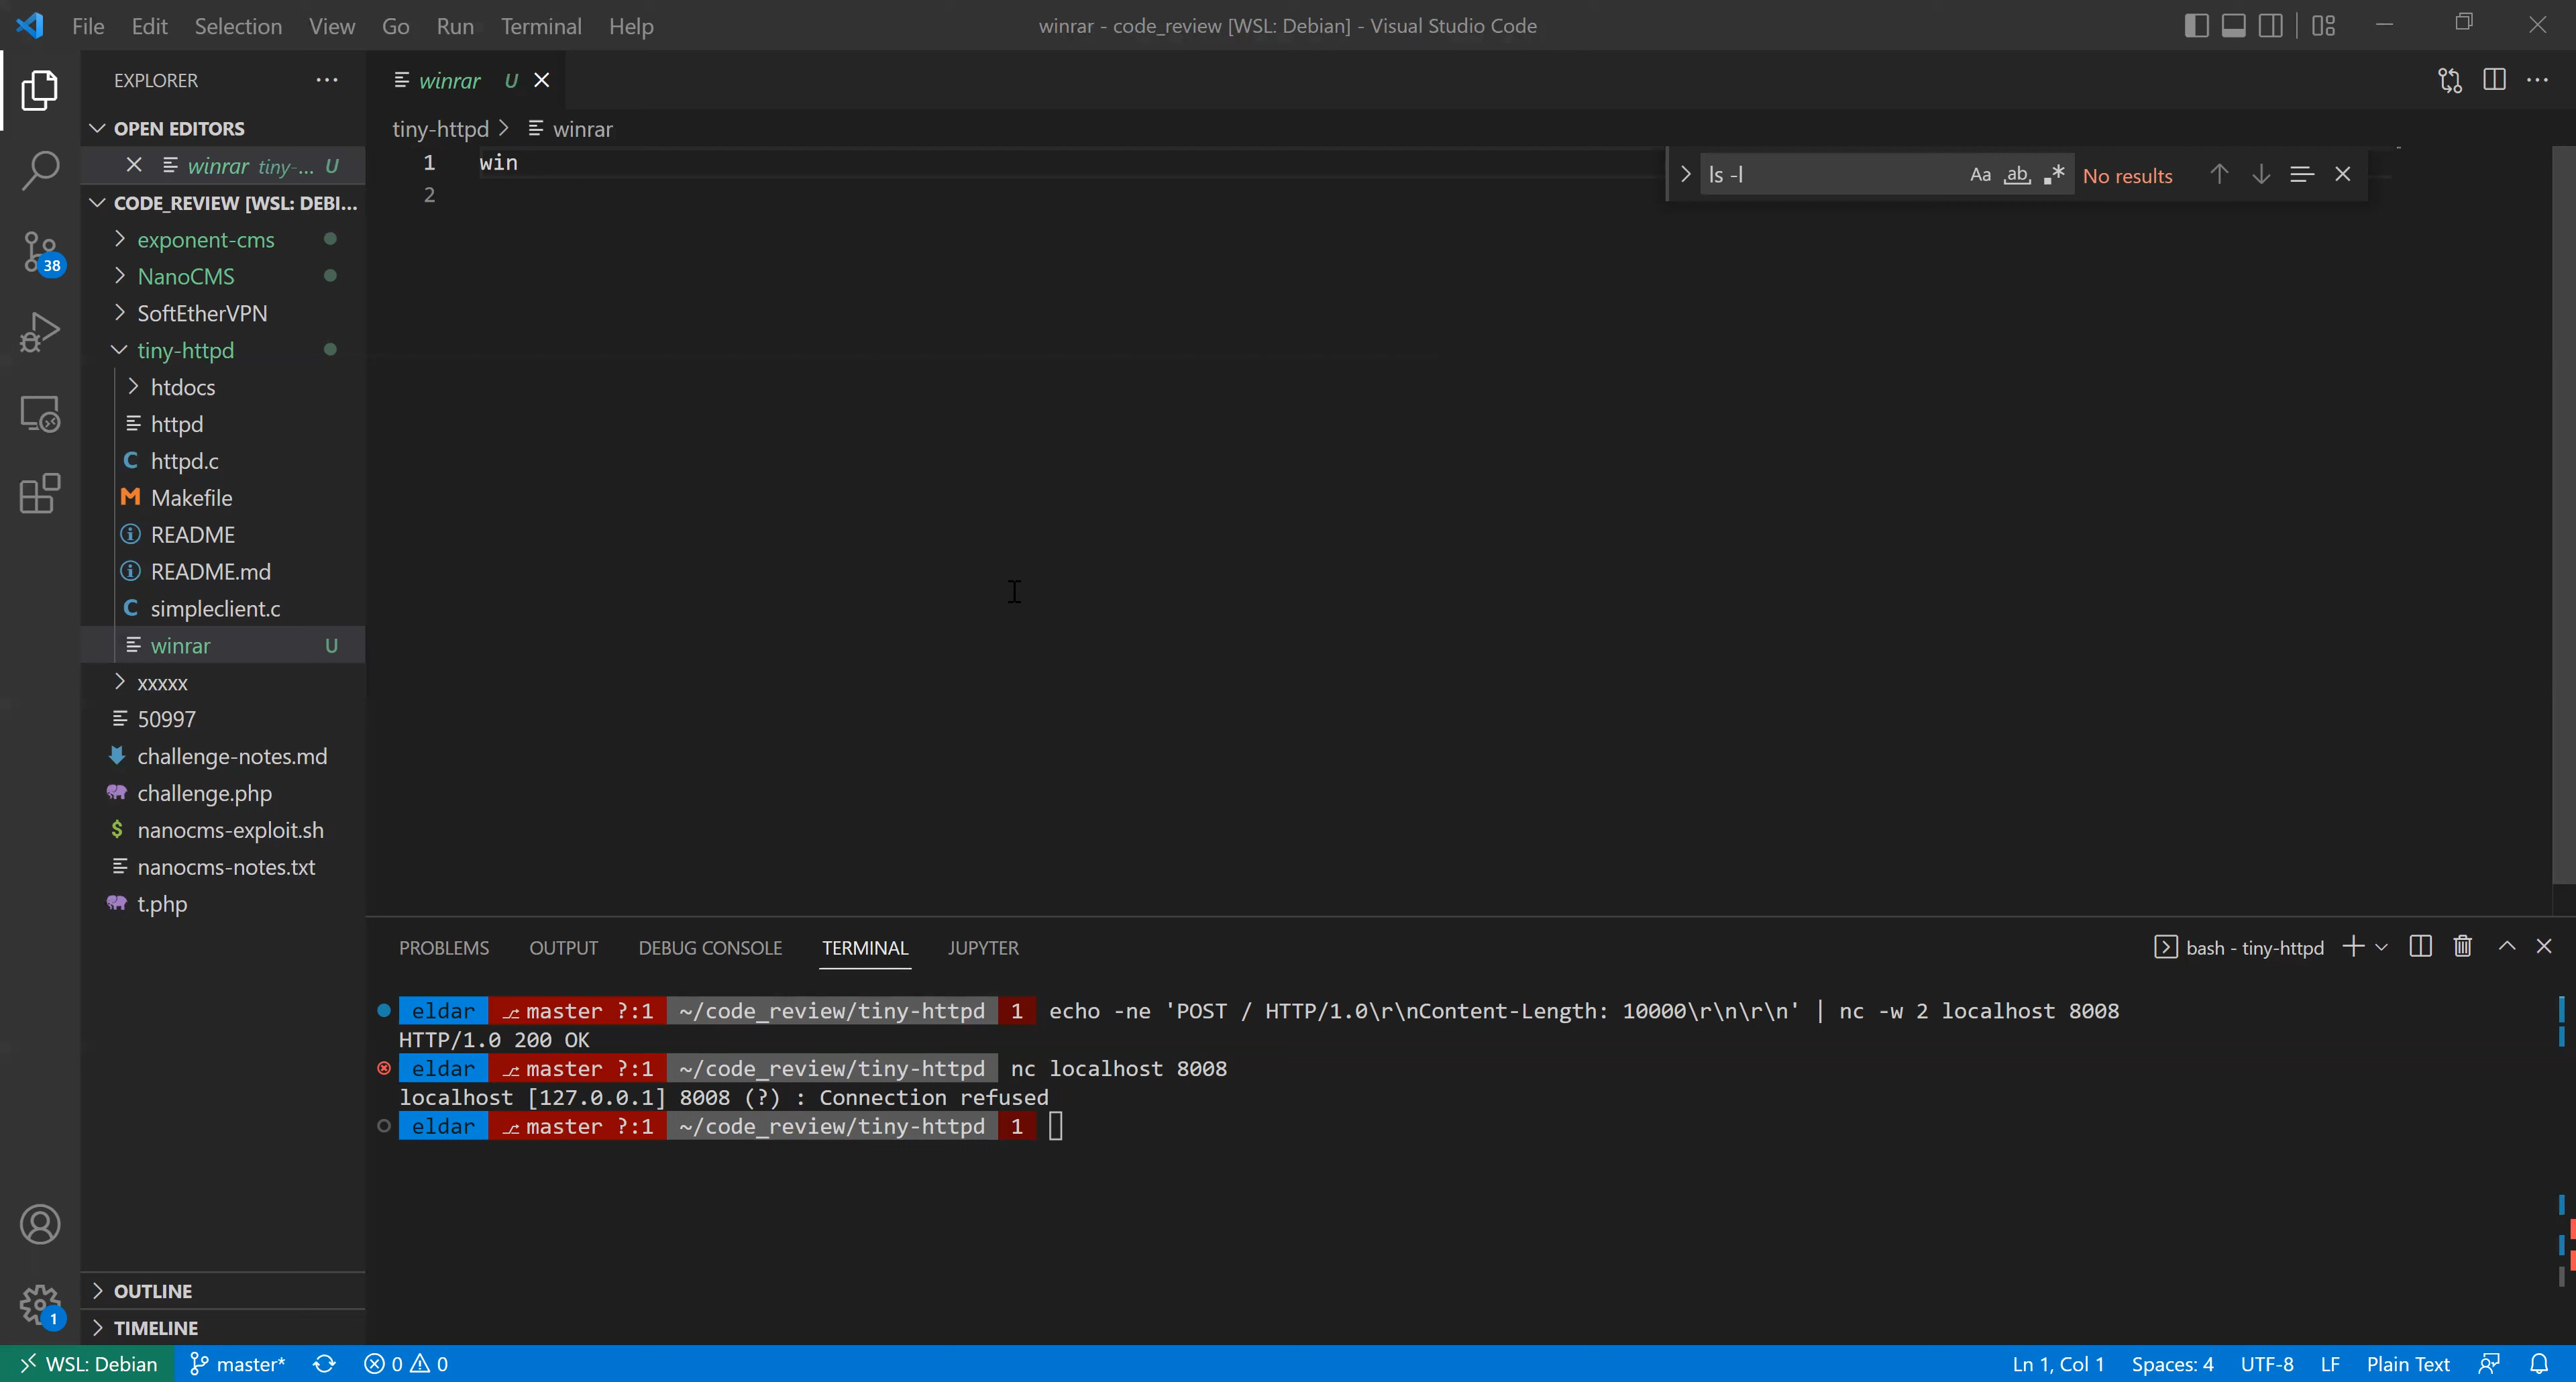 File Edit Selection View Go Run Terminal Help
winrar - code_review [WSL: Debian] - Visual Studio Code
EXPLORER
OPEN EDITORS
winrar tiny-... U
CODE_REVIEW [WSL: DEBI...
exponent-cms
NanoCMS
SoftEtherVPN
tiny-httpd
htdocs
httpd
httpd.c
Makefile
README
README.md
simpleclient.c
winrar U
xxxxx
50997
challenge-notes.md
challenge.php
nanocms-exploit.sh
nanocms-notes.txt
t.php
OUTLINE
TIMELINE
38
1
winrar U
tiny-httpd > winrar
1 win
2
ls -l Aa ab .* No results
PROBLEMS OUTPUT DEBUG CONSOLE TERMINAL JUPYTER
bash - tiny-httpd
eldar master ?:1 ~/code_review/tiny-httpd 1 echo -ne 'POST / HTTP/1.0\r\nContent-Length: 10000\r\n\r\n' | nc -w 2 localhost 8008
HTTP/1.0 200 OK
eldar master ?:1 ~/code_review/tiny-httpd nc localhost 8008
localhost [127.0.0.1] 8008 (?) : Connection refused
eldar master ?:1 ~/code_review/tiny-httpd 1
WSL: Debian master* 0 0 Ln 1, Col 1 Spaces: 4 UTF-8 LF Plain Text